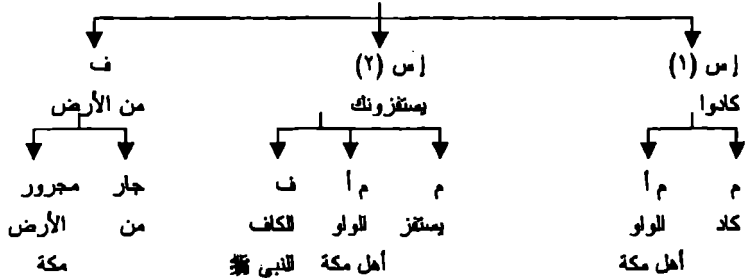 إس (١) إس (٢) ف
كادوا يستفزونك من الأرض
م م أ م م أ ف جار مجرور
كاد الواو يستفز الواو الكاف من الأرض
أهل مكة أهل مكة النبي ﷺ مكة